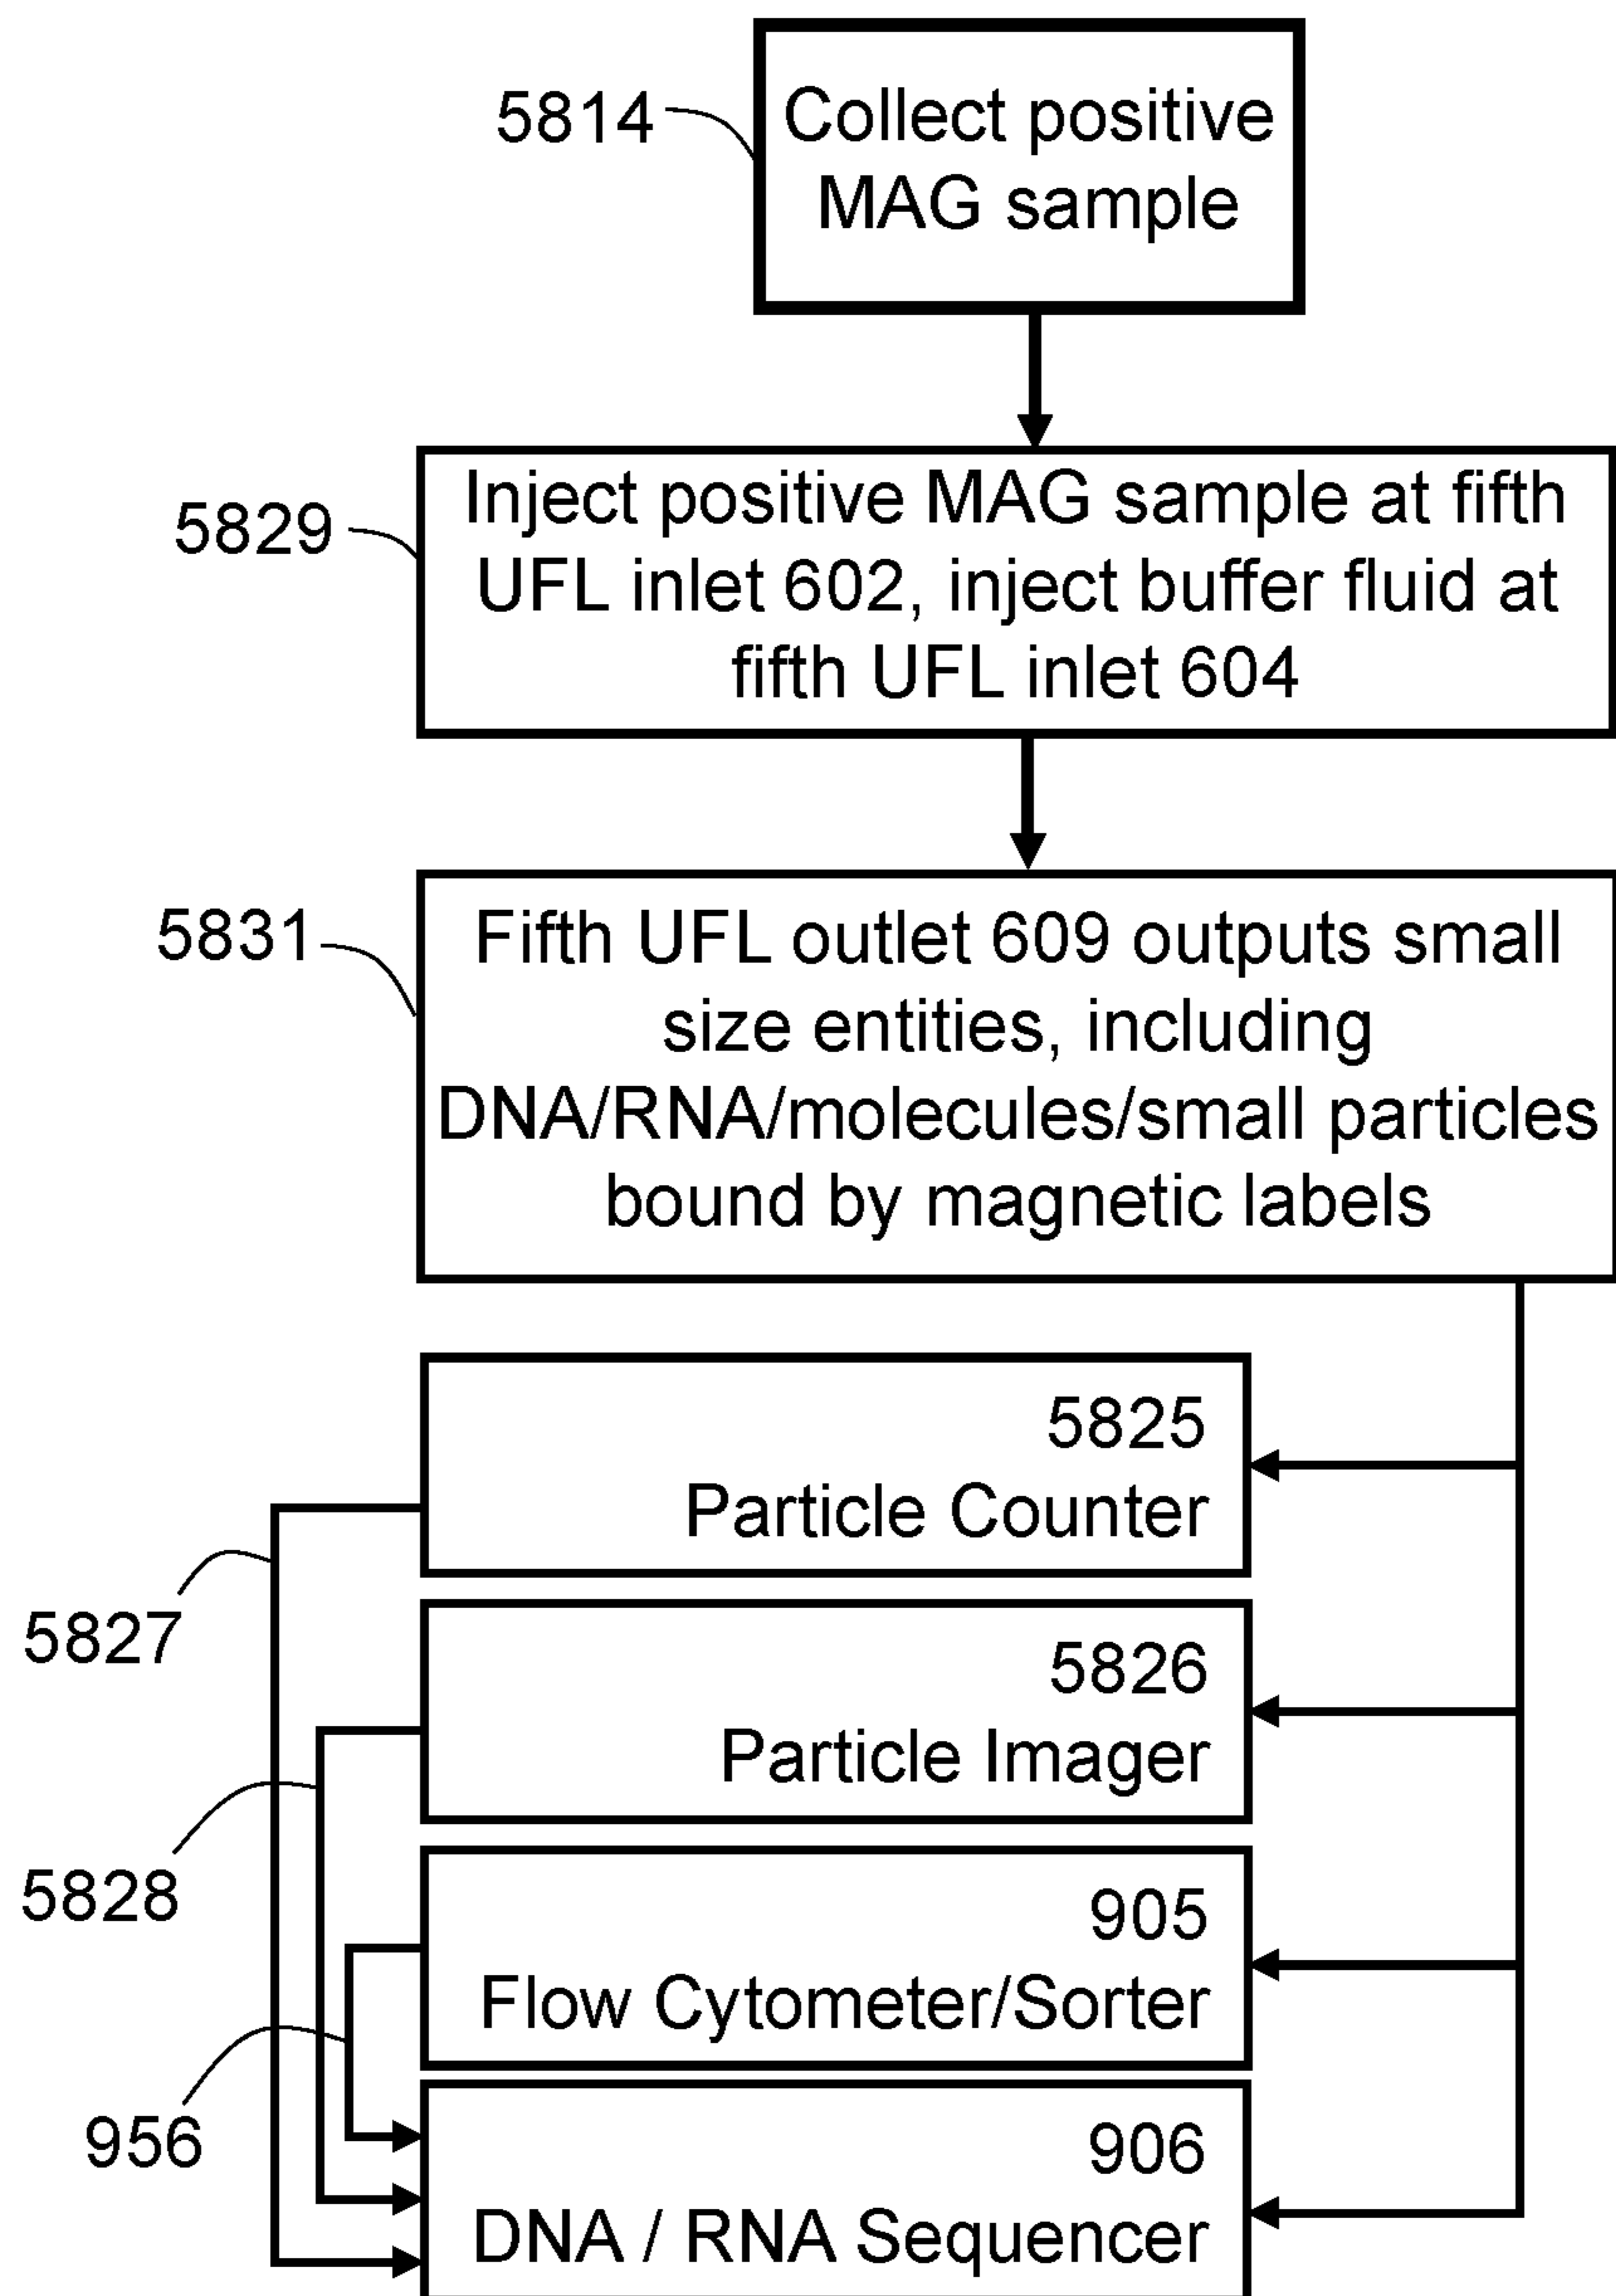 5814
Collect positive
MAG sample
5829
Inject positive MAG sample at fifth
UFL inlet 602, inject buffer fluid at
fifth UFL inlet 604
5831
Fifth UFL outlet 609 outputs small
size entities, including
DNA/RNA/molecules/small particles
bound by magnetic labels
5825
Particle Counter
5827
5826
Particle Imager
5828
905
Flow Cytometer/Sorter
956
906
DNA / RNA Sequencer